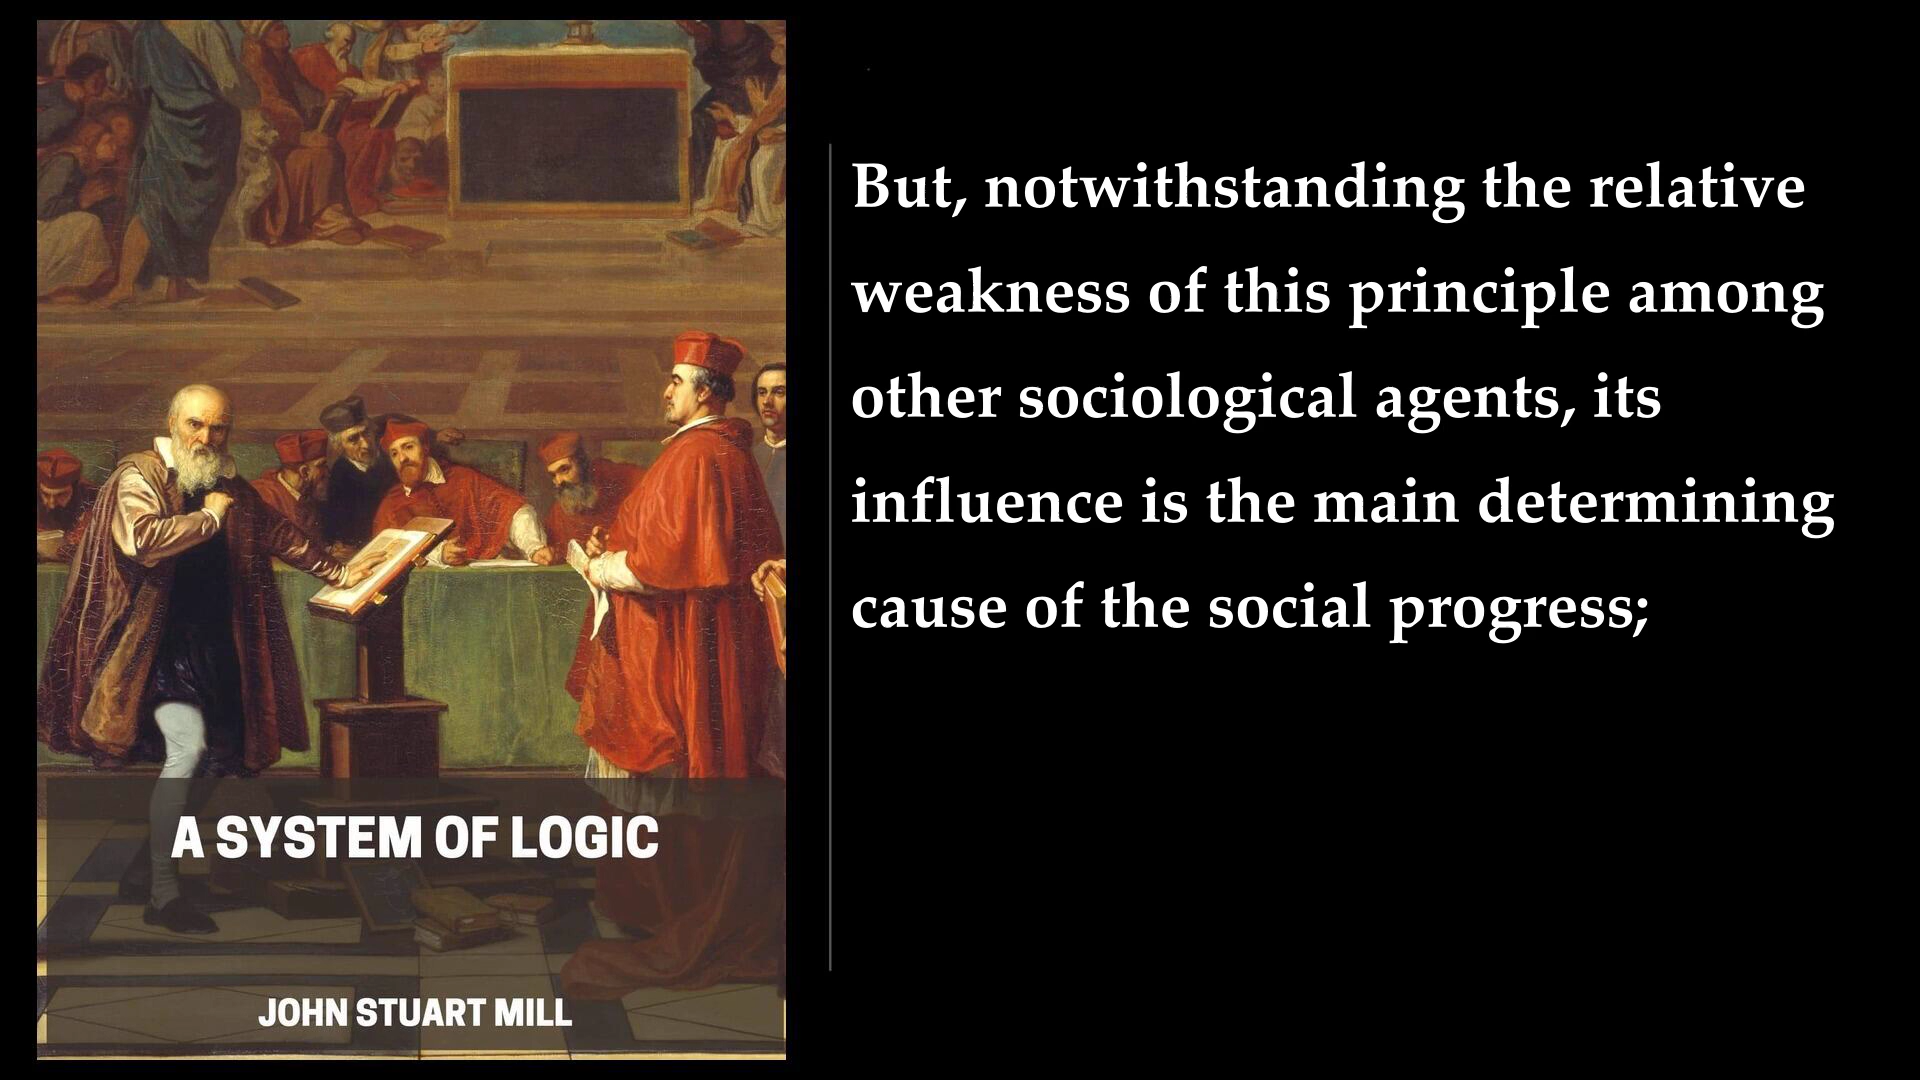 A SYSTEM OF LOGIC
JOHN STUART MILL
But, notwithstanding the relative
weakness of this principle among
other sociological agents, its
influence is the main determining
cause of the social progress;